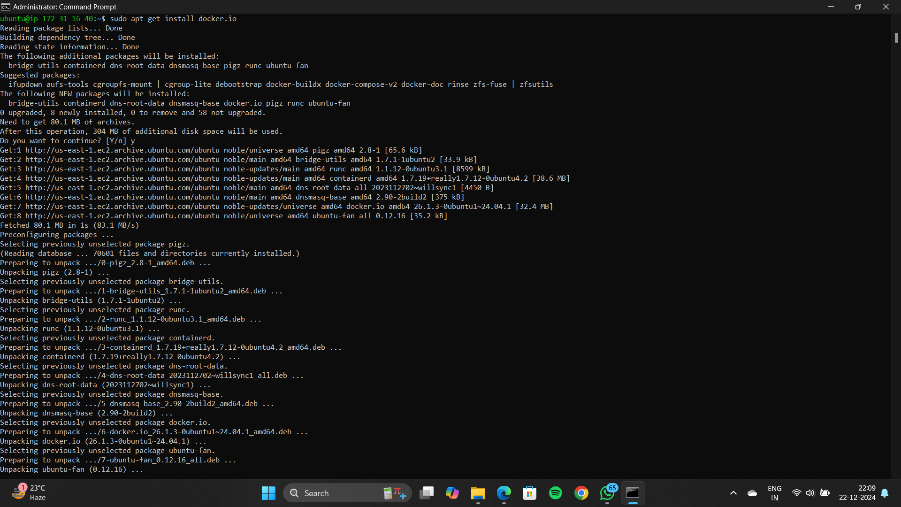 Administrator: Command Prompt
ubuntu@ip 172 31 16 40:~$ sudo apt get install docker.io
Reading package lists... Done
Building dependency tree... Done
Reading state information... Done
The following additional packages will be installed:
bridge utils containerd dns root data dnsmasq base pigz runc ubuntu fan
Suggested packages:
ifupdown aufs-tools cgroupfs-mount | cgroup-lite debootstrap docker-buildx docker-compose-v2 docker-doc rinse zfs-fuse | zfsutils
The following NEW packages will be installed:
bridge-utils containerd dns-root-data dnsmasq-base docker.io pigz runc ubuntu-fan
0 upgraded, 8 newly installed, 0 to remove and 58 not upgraded.
Need to get 80.1 MB of archives.
After this operation, 304 MB of additional disk space will be used.
Do you want to continue? [Y/n] y
Get:1 http://us-east-1.ec2.archive.ubuntu.com/ubuntu noble/universe amd64 pigz amd64 2.8-1 [65.6 kB]
Get:2 http://us-east-1.ec2.archive.ubuntu.com/ubuntu noble/main amd64 bridge-utils amd64 1.7.1-1ubuntu2 [33.9 kB]
Get:3 http://us-east-1.ec2.archive.ubuntu.com/ubuntu noble-updates/main amd64 runc amd64 1.1.12-0ubuntu3.1 [8599 kB]
Get:4 http://us-east-1.ec2.archive.ubuntu.com/ubuntu noble-updates/main amd64 containerd amd64 1.7.19+really1.7.12-0ubuntu4.2 [38.6 MB]
Get:5 http://us-east-1.ec2.archive.ubuntu.com/ubuntu noble/main amd64 dns root data all 2023112702~willsync1 [4450 B]
Get:6 http://us-east-1.ec2.archive.ubuntu.com/ubuntu noble/main amd64 dnsmasq-base amd64 2.90-2build2 [375 kB]
Get:7 http://us-east-1.ec2.archive.ubuntu.com/ubuntu noble-updates/universe amd64 docker.io amd64 26.1.3-0ubuntu1~24.04.1 [32.4 MB]
Get:8 http://us-east-1.ec2.archive.ubuntu.com/ubuntu noble/universe amd64 ubuntu-fan all 0.12.16 [35.2 kB]
Fetched 80.1 MB in 1s (83.1 MB/s)
Preconfiguring packages ...
Selecting previously unselected package pigz.
(Reading database ... 70601 files and directories currently installed.)
Preparing to unpack .../0-pigz_2.8-1_amd64.deb ...
Unpacking pigz (2.8-1) ...
Selecting previously unselected package bridge-utils.
Preparing to unpack .../1-bridge-utils_1.7.1-1ubuntu2_amd64.deb ...
Unpacking bridge-utils (1.7.1-1ubuntu2) ...
Selecting previously unselected package runc.
Preparing to unpack .../2-runc_1.1.12-0ubuntu3.1_amd64.deb ...
Unpacking runc (1.1.12-0ubuntu3.1) ...
Selecting previously unselected package containerd.
Preparing to unpack .../3-containerd_1.7.19+really1.7.12-0ubuntu4.2_amd64.deb ...
Unpacking containerd (1.7.19+really1.7.12 0ubuntu4.2) ...
Selecting previously unselected package dns-root-data.
Preparing to unpack .../4-dns-root-data 2023112702~willsync1_all.deb ...
Unpacking dns-root-data (2023112702~willsync1) ...
Selecting previously unselected package dnsmasq-base.
Preparing to unpack .../5 dnsmasq base_2.90 2build2_amd64.deb ...
Unpacking dnsmasq-base (2.90-2build2) ...
Selecting previously unselected package docker.io.
Preparing to unpack .../6-docker.io_26.1.3-0ubuntu1~24.04.1_amd64.deb ...
Unpacking docker.io (26.1.3-0ubuntu1~24.04.1) ...
Selecting previously unselected package ubuntu-fan.
Preparing to unpack .../7-ubuntu-fan_0.12.16_all.deb ...
Unpacking ubuntu-fan (0.12.16) ...
1
23°C
Haze
Search
65
ENG
IN
22:09
22-12-2024